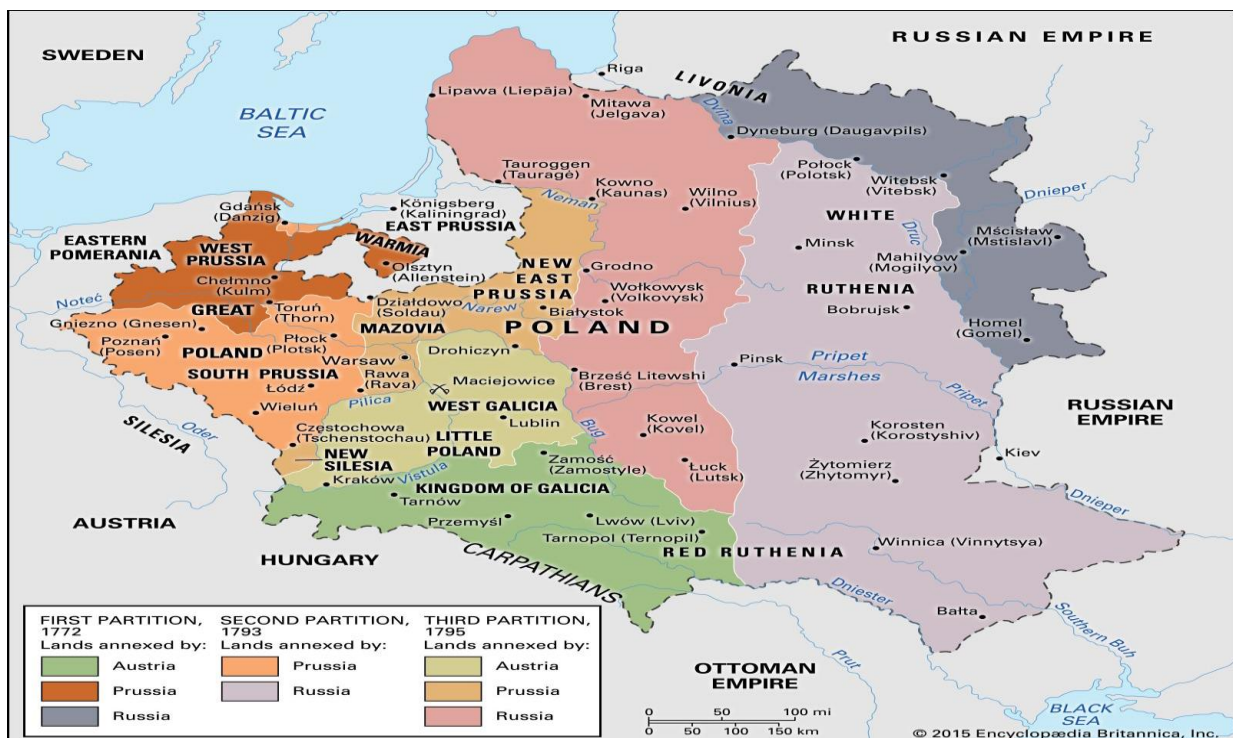 SWEDEN
RUSSIAN EMPIRE
Riga
LIVONIA
Lipawa (Liepāja)
Mitawa
(Jelgava)
BALTIC
SEA
Dvina
Dyneburg (Daugavpils)
Tauroggen
(Tauragė)
Połock
(Polotsk)
Witebsk
(Vitebsk)
Dnieper
Kowno
(Kaunas)
Wilno
(Vilnius)
Neman
Königsberg
(Kaliningrad)
EAST PRUSSIA
Gdańsk
(Danzig)
WHITE
Druc
Mścisław
(Mstislavl)
EASTERN
POMERANIA
WEST
PRUSSIA
WARMIA
Olsztyn
(Allenstein)
Minsk
Mahilyow
(Mogilyov)
NEW
EAST
PRUSSIA
Grodno
Chełmno
(Kulm)
RUTHENIA
Noteć
Działdowo
(Soldau)
Wołkowysk
(Volkovysk)
Bobrujsk
GREAT
Toruń
(Thorn)
Narew
Białystok
Gniezno (Gnesen)
MAZOVIA
POLAND
Homel
(Gomel)
Poznań
(Posen)
Płock
(Plotsk)
Drohiczyn
POLAND
Warsaw
Pinsk
Pripet
Marshes
SOUTH PRUSSIA
Rawa
(Rava)
Brześć Litewshi
(Brest)
Łódź
Maciejowice
Pripet
Pilica
WEST GALICIA
RUSSIAN
EMPIRE
Wieluń
Lublin
Kowel
(Kovel)
SILESIA
Oder
Bug
Korosten
(Korostyshiv)
Częstochowa
(Tschenstochau)
LITTLE
POLAND
Kiev
NEW
SILESIA
Zamość
(Zamostyle)
Łuck
(Lutsk)
Żytomierz
(Zhytomyr)
Vistula
Kraków
KINGDOM OF GALICIA
Dnieper
Tarnów
AUSTRIA
Przemyśl
Lwów (Lviv)
Tarnopol (Ternopil)
RED RUTHENIA
Winnica (Vinnytsya)
HUNGARY
CARPATHIANS
Dniester
Bałta
Southern Buh
Prut
OTTOMAN
EMPIRE
BLACK
SEA
FIRST PARTITION,
1772
Lands annexed by:
Austria
Prussia
Russia
SECOND PARTITION,
1793
Lands annexed by:
Prussia
Russia
THIRD PARTITION,
1795
Lands annexed by:
Austria
Prussia
Russia
0 50 100 mi
0 50 100 150 km
© 2015 Encyclopædia Britannica, Inc.